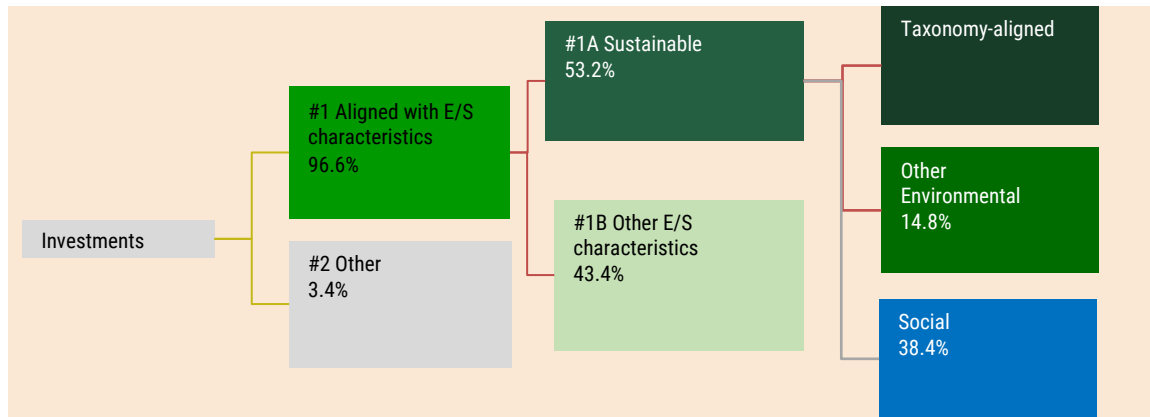 Investments
#1 Aligned with E/S
characteristics
96.6%
#2 Other
3.4%
#1A Sustainable
53.2%
#1B Other E/S
characteristics
43.4%
Taxonomy-aligned
Other
Environmental
14.8%
Social
38.4%